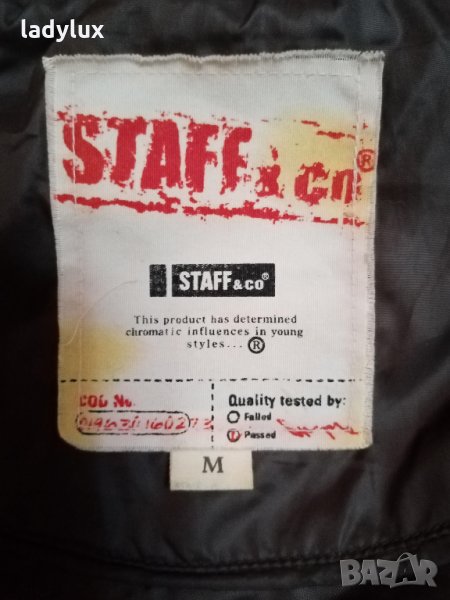 ladylux
STAFF & co®
STAFF & co®
This product has determined
chromatic influences in young
styles... ®
COD No.
Quality tested by:
Failed
Passed
M
BAZAR